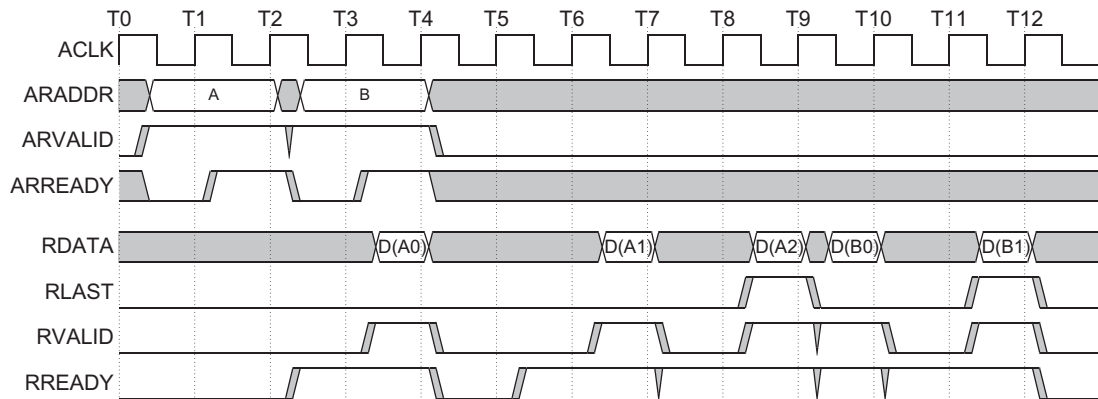 T0 T1 T2 T3 T4 T5 T6 T7 T8 T9 T10 T11 T12
ACLK
ARADDR A B
ARVALID
ARREADY
RDATA D(A0) D(A1) D(A2) D(B0) D(B1)
RLAST
RVALID
RREADY